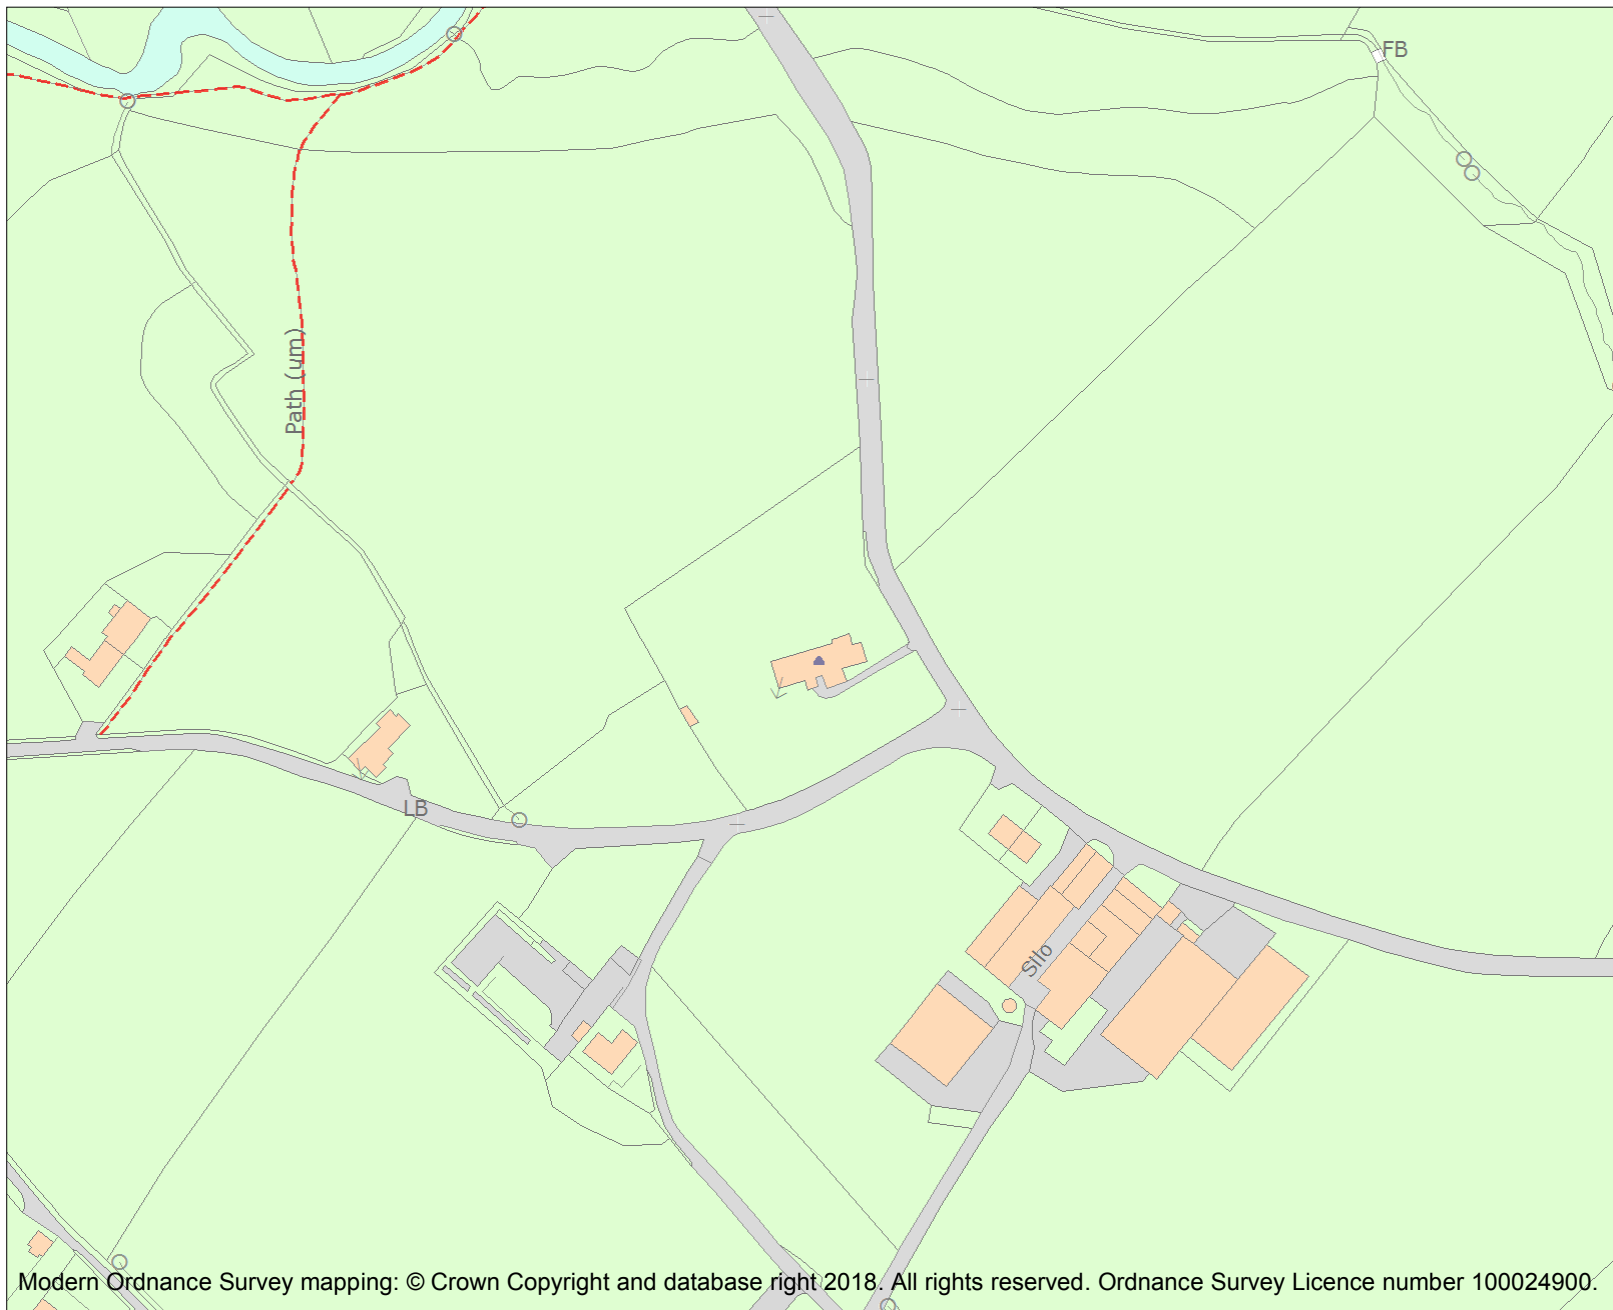 FB
Path (um)
LB
Silo
Modern Ordnance Survey mapping: © Crown Copyright and database right 2018. All rights reserved. Ordnance Survey Licence number 100024900.